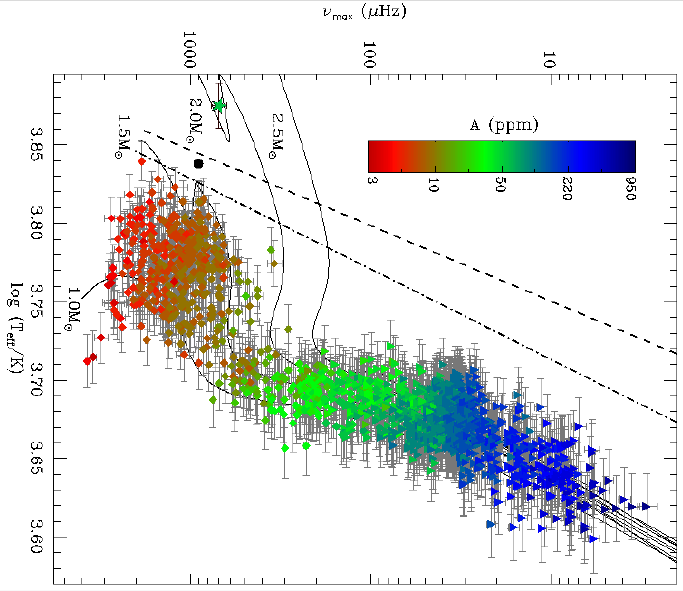 ν_max (μHz)
1000
100
10
A (ppm)
3
10
50
220
950
1.5M⊙
2.0M⊙
2.5M⊙
1.0M⊙
3.85
3.80
3.75
3.70
3.65
3.60
log (T_eff/K)